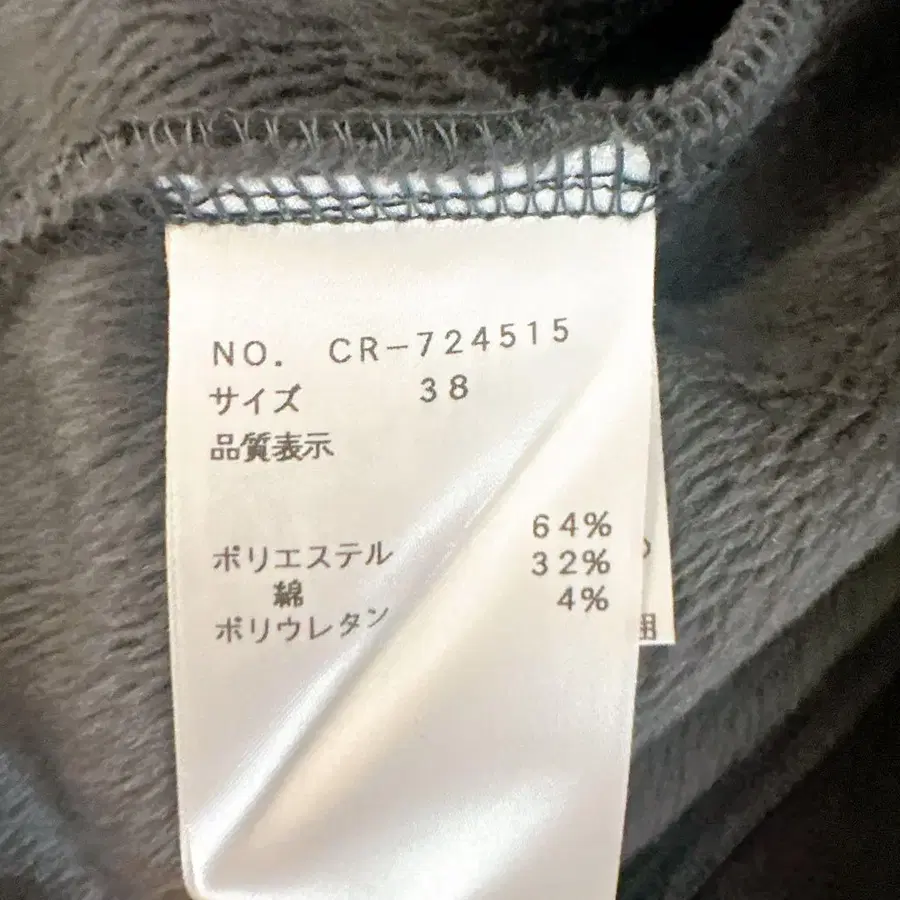 NO. CR-724515
サイズ 38
品質表示
ポリエステル 64%
綿 32%
ポリウレタン 4%
用